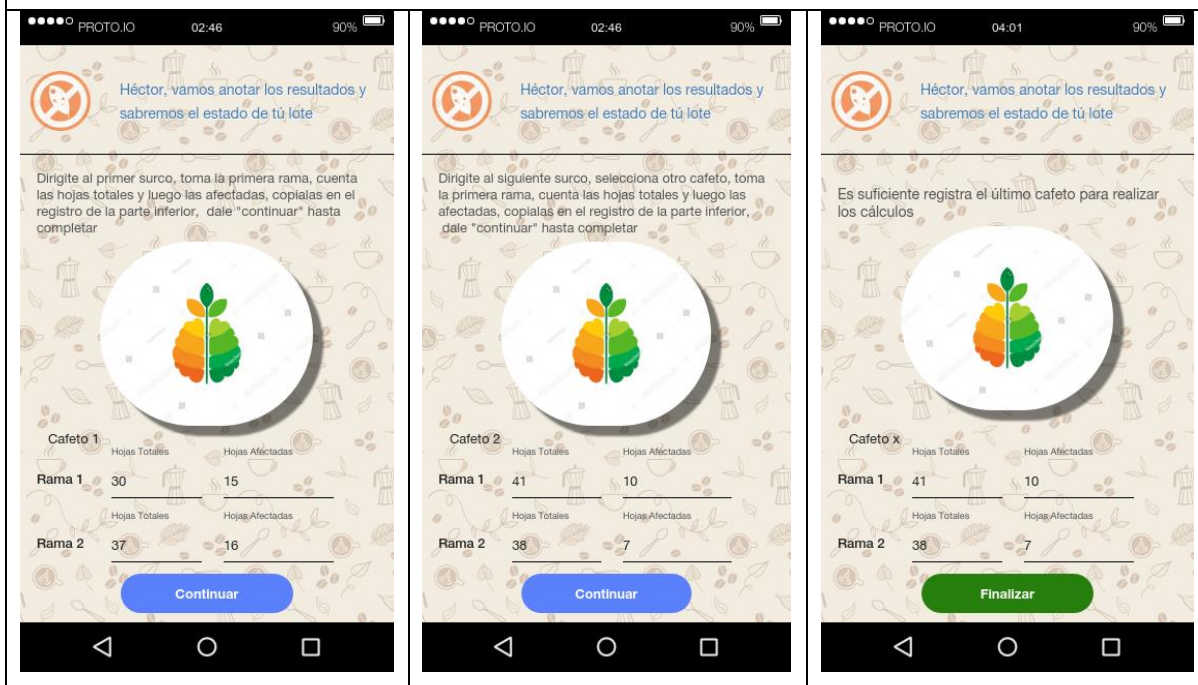 PROTO.IO 02:46 90%
Héctor, vamos anotar los resultados y
sabremos el estado de tú lote
Dirigite al primer surco, toma la primera rama, cuenta
las hojas totales y luego las afectadas, copialas en el
registro de la parte inferior, dale "continuar" hasta
completar
Cafeto 1
Hojas Totales Hojas Afectadas
Rama 1 30 15
Hojas Totales Hojas Afectadas
Rama 2 37 16
Continuar
PROTO.IO 02:46 90%
Héctor, vamos anotar los resultados y
sabremos el estado de tú lote
Dirigite al siguiente surco, selecciona otro cafeto, toma
la primera rama, cuenta las hojas totales y luego las
afectadas, copialas en el registro de la parte inferior,
dale "continuar" hasta completar
Cafeto 2
Hojas Totales Hojas Afectadas
Rama 1 41 10
Hojas Totales Hojas Afectadas
Rama 2 38 7
Continuar
PROTO.IO 04:01 90%
Héctor, vamos anotar los resultados y
sabremos el estado de tú lote
Es suficiente registra el último cafeto para realizar
los cálculos
Cafeto x
Hojas Totales Hojas Afectadas
Rama 1 41 10
Hojas Totales Hojas Afectadas
Rama 2 38 7
Finalizar